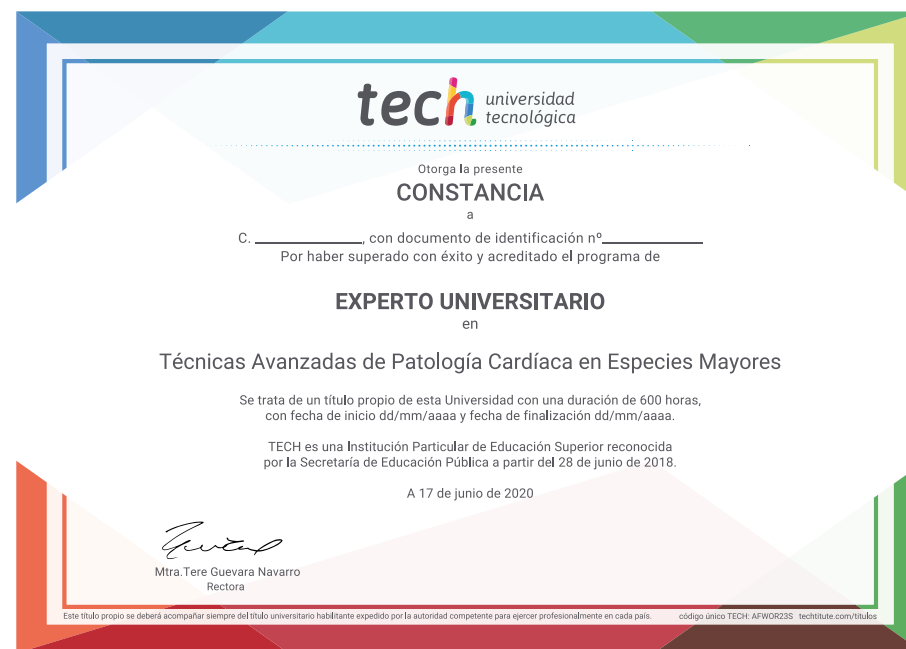 tech universidad
tecnológica
Otorga la presente
CONSTANCIA
a
C. ____________, con documento de identificación nº____________
Por haber superado con éxito y acreditado el programa de
EXPERTO UNIVERSITARIO
en
Técnicas Avanzadas de Patología Cardíaca en Especies Mayores
Se trata de un título propio de esta Universidad con una duración de 600 horas,
con fecha de inicio dd/mm/aaaa y fecha de finalización dd/mm/aaaa.
TECH es una Institución Particular de Educación Superior reconocida
por la Secretaría de Educación Pública a partir del 28 de junio de 2018.
A 17 de junio de 2020
Mtra.Tere Guevara Navarro
Rectora
Este título propio se deberá acompañar siempre del título universitario habilitante expedido por la autoridad competente para ejercer profesionalmente en cada país. código único TECH: AFWOR23S techtitute.com/titulos